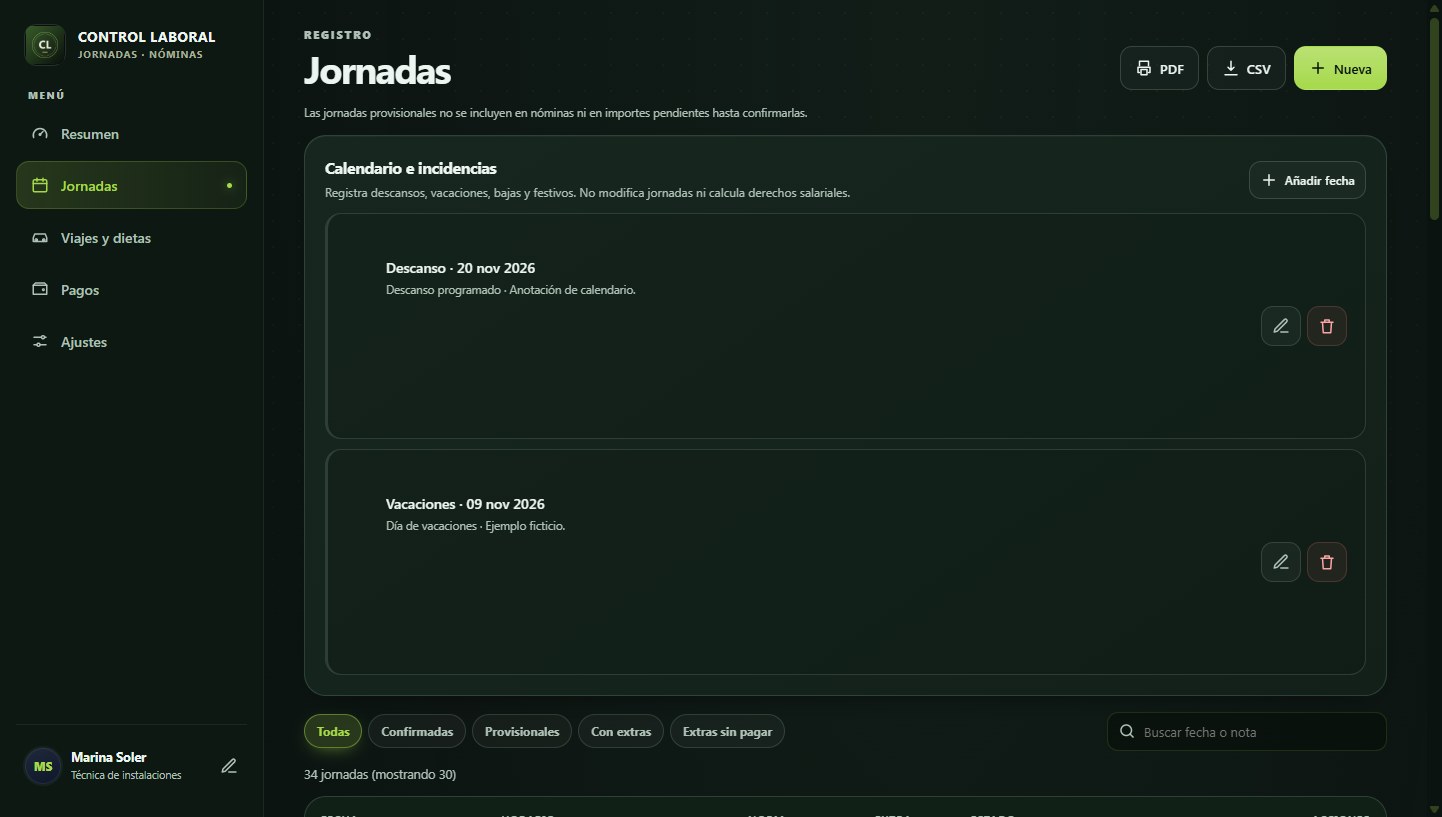 CL
CONTROL LABORAL
JORNADAS · NÓMINAS
MENÚ
Resumen
Jornadas
Viajes y dietas
Pagos
Ajustes
MS
Marina Soler
Técnica de instalaciones
REGISTRO
Jornadas
PDF
CSV
Nueva
Las jornadas provisionales no se incluyen en nóminas ni en importes pendientes hasta confirmarlas.
Calendario e incidencias
Registra descansos, vacaciones, bajas y festivos. No modifica jornadas ni calcula derechos salariales.
Añadir fecha
Descanso · 20 nov 2026
Descanso programado · Anotación de calendario.
Vacaciones · 09 nov 2026
Día de vacaciones · Ejemplo ficticio.
Todas
Confirmadas
Provisionales
Con extras
Extras sin pagar
Buscar fecha o nota
34 jornadas (mostrando 30)